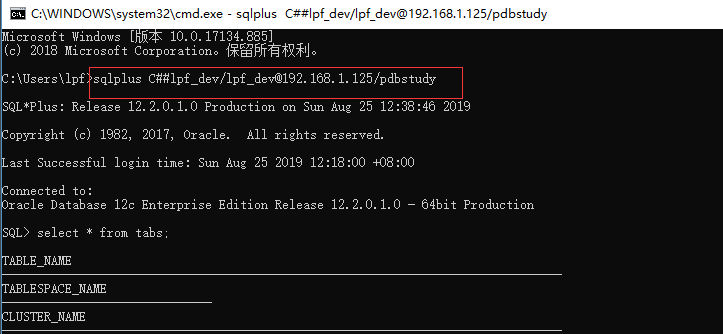 C:\WINDOWS\system32\cmd.exe - sqlplus  C##lpf_dev/lpf_dev@192.168.1.125/pdbstudy
Microsoft Windows [版本 10.0.17134.885]
(c) 2018 Microsoft Corporation。保留所有权利。
C:\Users\lpf>sqlplus C##lpf_dev/lpf_dev@192.168.1.125/pdbstudy
SQL*Plus: Release 12.2.0.1.0 Production on Sun Aug 25 12:38:46 2019
Copyright (c) 1982, 2017, Oracle.  All rights reserved.
Last Successful login time: Sun Aug 25 2019 12:18:00 +08:00
Connected to:
Oracle Database 12c Enterprise Edition Release 12.2.0.1.0 - 64bit Production
SQL> select * from tabs;
TABLE_NAME
TABLESPACE_NAME
CLUSTER_NAME